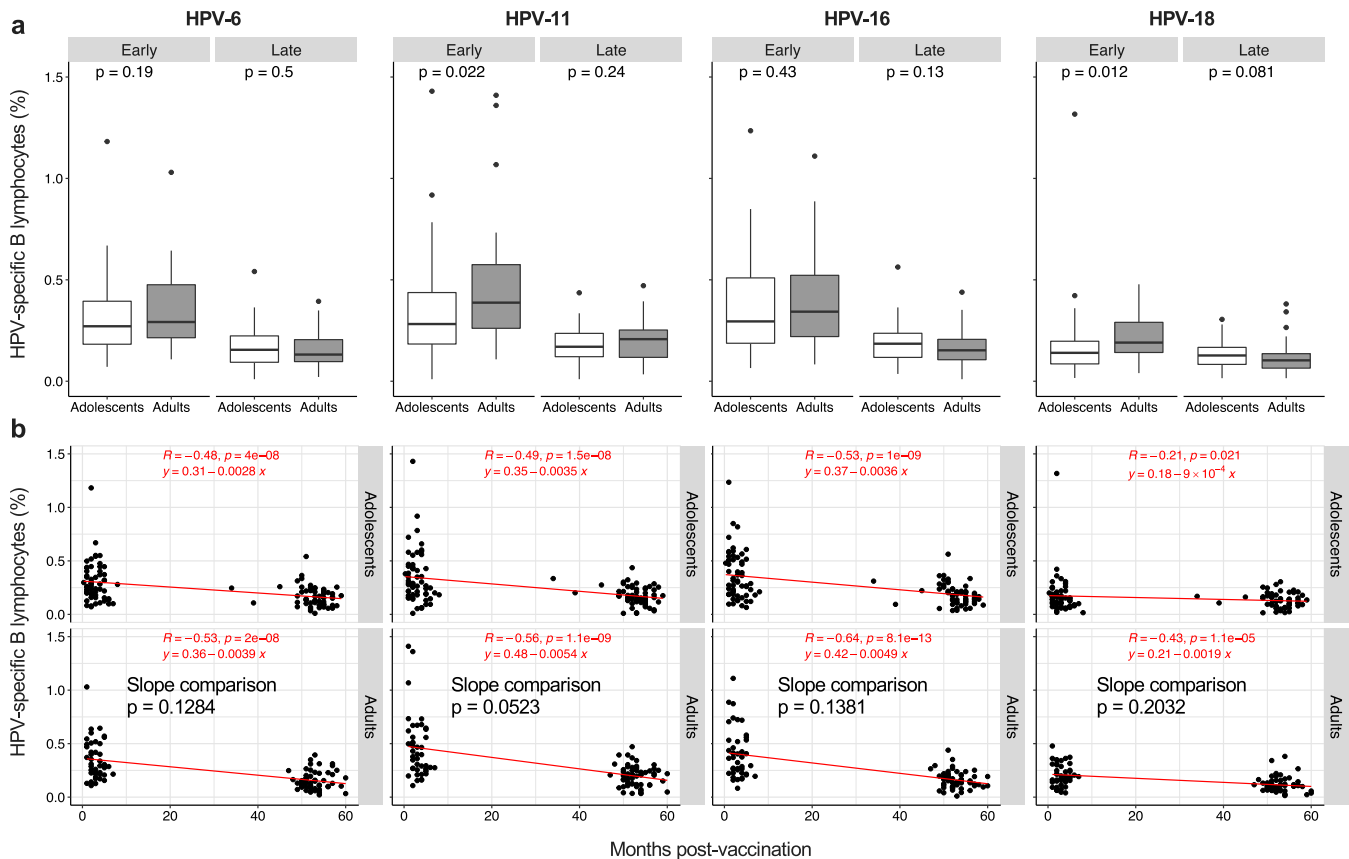 a
HPV-6 HPV-11 HPV-16 HPV-18
Early Late Early Late Early Late Early Late
p = 0.19 p = 0.5 p = 0.022 p = 0.24 p = 0.43 p = 0.13 p = 0.012 p = 0.081
HPV-specific B lymphocytes (%)
1.5
1.0
0.5
0.0
Adolescents Adults Adolescents Adults Adolescents Adults Adolescents Adults Adolescents Adults Adolescents Adults Adolescents Adults Adolescents Adults
b
HPV-specific B lymphocytes (%)
R = −0.48, p = 4e−08 R = −0.49, p = 1.5e−08 R = −0.53, p = 1e−09 R = −0.21, p = 0.021
y = 0.31 − 0.0028 x y = 0.35 − 0.0035 x y = 0.37 − 0.0036 x y = 0.18 − 9 × 10⁻⁴ x
1.5
1.0
0.5
0.0
Adolescents Adolescents Adolescents Adolescents
R = −0.53, p = 2e−08 R = −0.56, p = 1.1e−09 R = −0.64, p = 8.1e−13 R = −0.43, p = 1.1e−05
y = 0.36 − 0.0039 x y = 0.48 − 0.0054 x y = 0.42 − 0.0049 x y = 0.21 − 0.0019 x
Slope comparison Slope comparison Slope comparison Slope comparison
p = 0.1284 p = 0.0523 p = 0.1381 p = 0.2032
1.5
1.0
0.5
0.0
Adults Adults Adults Adults
0 20 40 60 0 20 40 60 0 20 40 60 0 20 40 60
Months post-vaccination